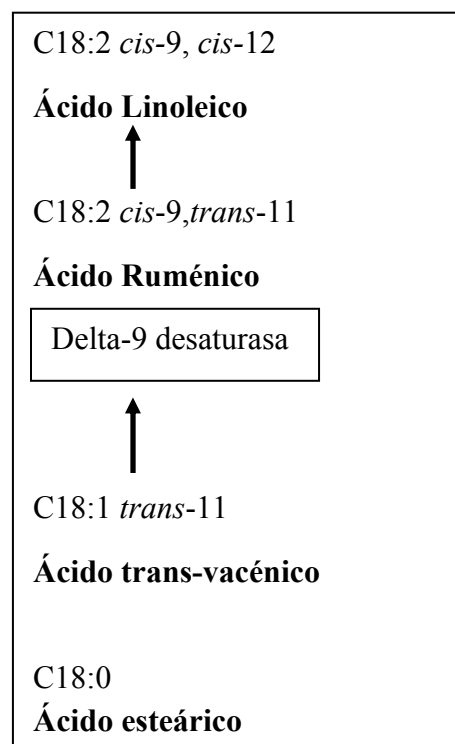 C18:2 cis-9, cis-12
Ácido Linoleico
C18:2 cis-9,trans-11
Ácido Ruménico
Delta-9 desaturasa
C18:1 trans-11
Ácido trans-vacénico
C18:0
Ácido esteárico